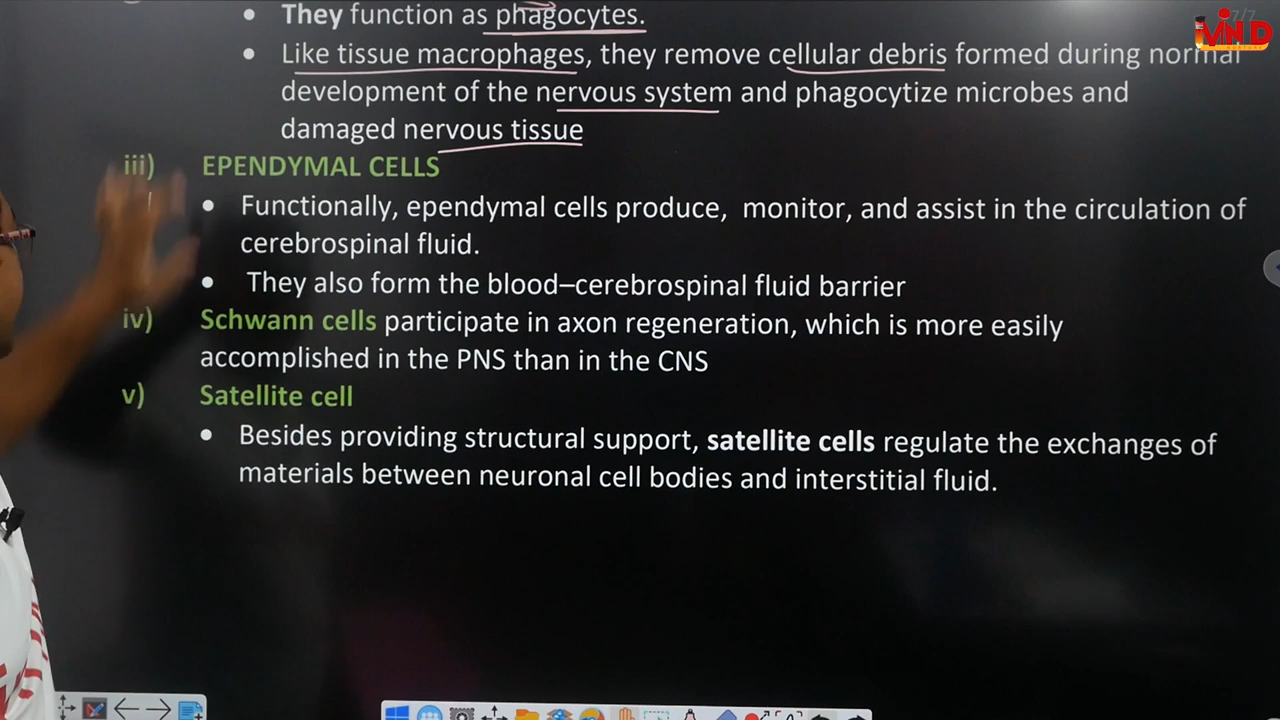 7/7
MIND
• They function as phagocytes.
• Like tissue macrophages, they remove cellular debris formed during normal
development of the nervous system and phagocytize microbes and
damaged nervous tissue
iii) EPENDYMAL CELLS
• Functionally, ependymal cells produce, monitor, and assist in the circulation of
cerebrospinal fluid.
• They also form the blood–cerebrospinal fluid barrier
iv) Schwann cells participate in axon regeneration, which is more easily
accomplished in the PNS than in the CNS
v) Satellite cell
• Besides providing structural support, satellite cells regulate the exchanges of
materials between neuronal cell bodies and interstitial fluid.